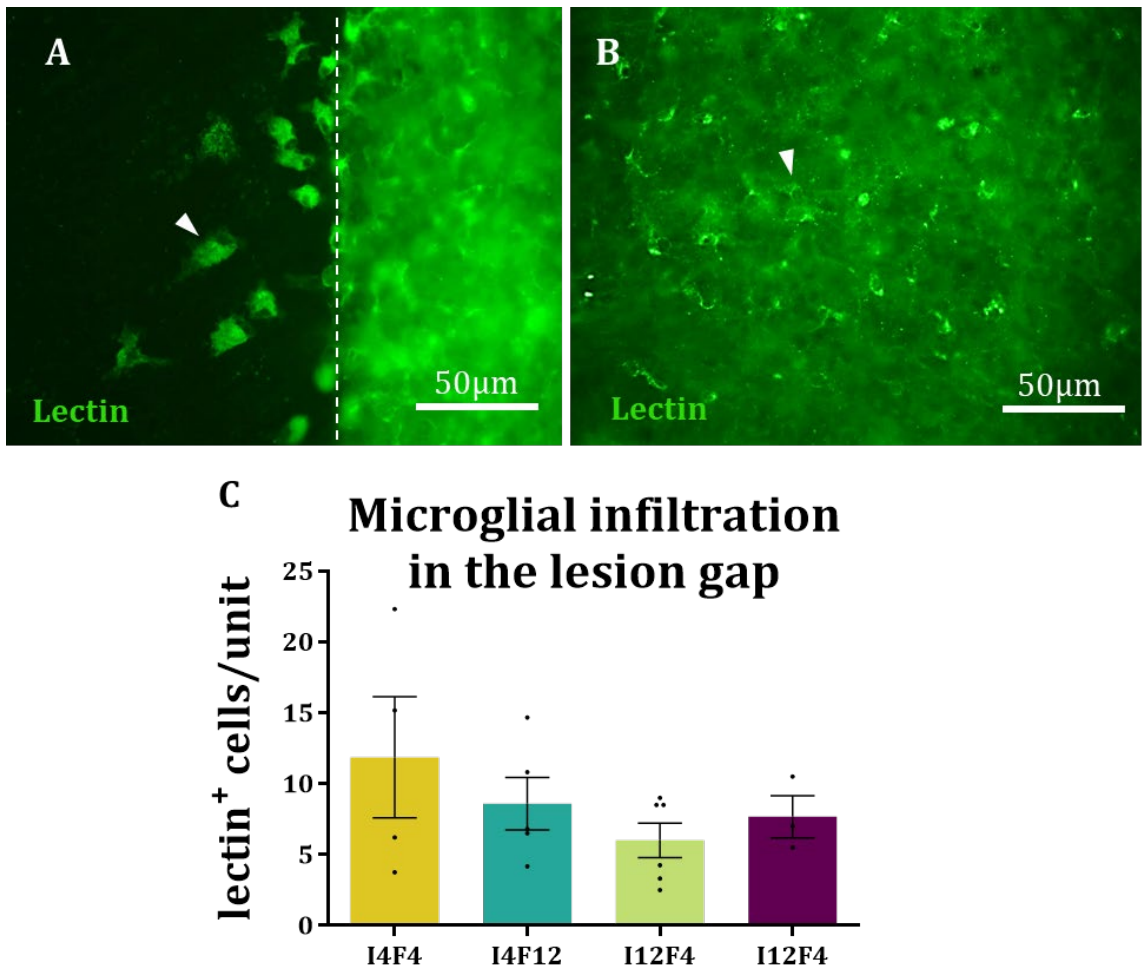 A
50µm
Lectin
B
50µm
Lectin
C
Microglial infiltration
in the lesion gap
lectin⁺ cells/unit
25
20
15
10
5
0
I4F4 I4F12 I12F4 I12F4